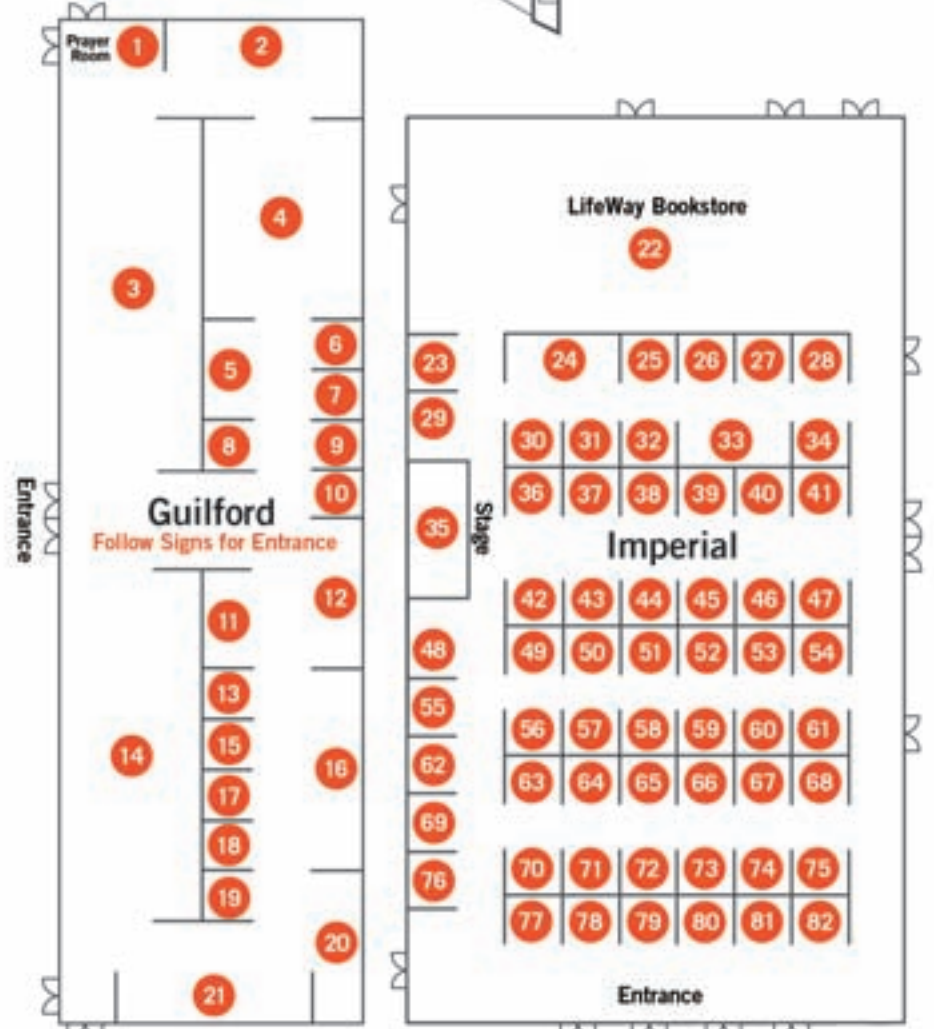 Prayer
Room
1
2
4
3
6
5
7
8
9
10
Entrance
Guilford
Follow Signs for Entrance
12
11
13
15
14
16
17
18
19
20
21
LifeWay Bookstore
22
23
24 25 26 27 28
29
30 31 32 33 34
36 37 38 39 40 41
35
Stage
Imperial
42 43 44 45 46 47
48
49 50 51 52 53 54
55
56 57 58 59 60 61
62
63 64 65 66 67 68
69
70 71 72 73 74 75
76
77 78 79 80 81 82
Entrance